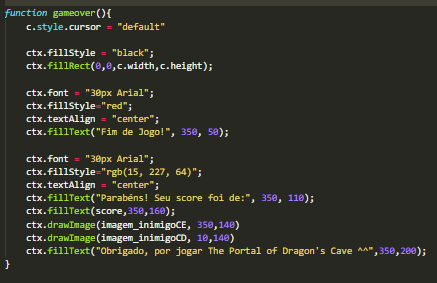 function gameover(){
c.style.cursor = "default"
ctx.fillStyle = "black";
ctx.fillRect(0,0,c.width,c.height);
ctx.font = "30px Arial";
ctx.fillStyle="red";
ctx.textAlign = "center";
ctx.fillText("Fim de Jogo!", 350, 50);
ctx.font = "30px Arial";
ctx.fillStyle="rgb(15, 227, 64)";
ctx.textAlign = "center";
ctx.fillText("Parabéns! Seu score foi de:", 350, 110);
ctx.fillText(score,350,160);
ctx.drawImage(imagem_inimigoCE, 350,140)
ctx.drawImage(imagem_inimigoCD, 10,140)
ctx.fillText("Obrigado, por jogar The Portal of Dragon's Cave ^^",350,200);
}